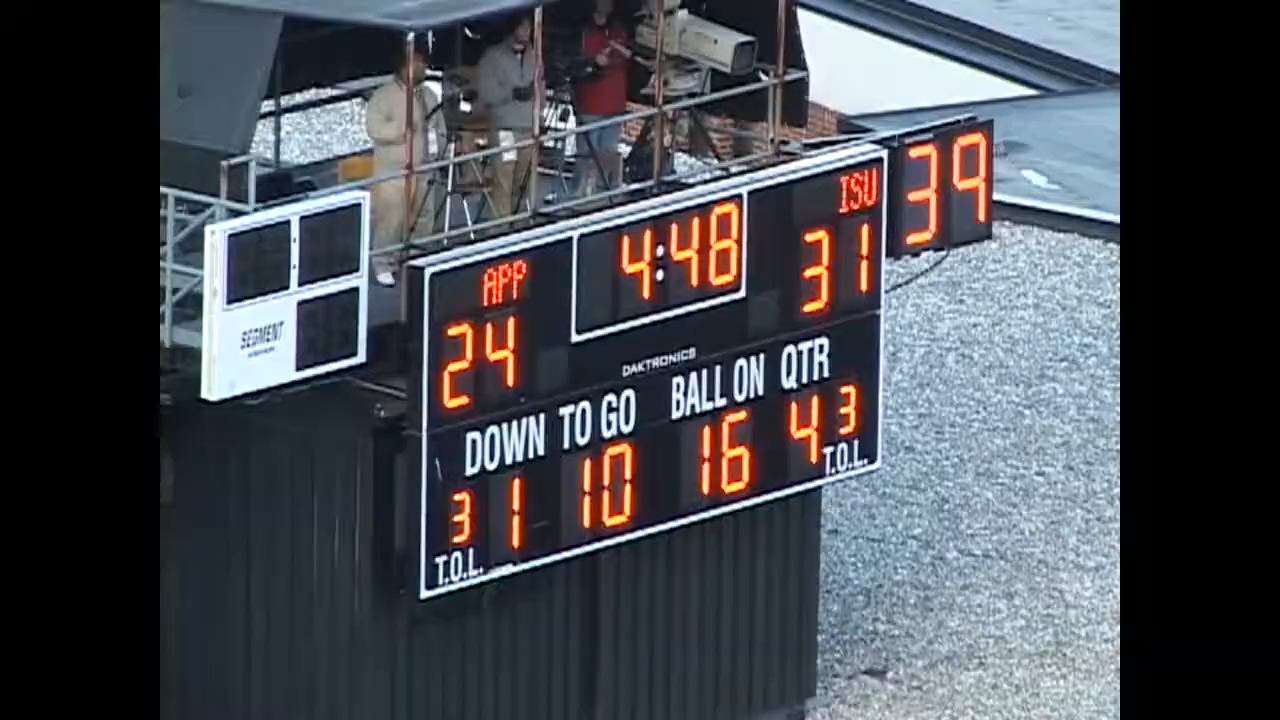 39
ISU
4:48
31
APP
24
DAKTRONICS
DOWN TO GO BALL ON QTR
3 1 10 16 4 3
T.O.L. T.O.L.
SEGMENT